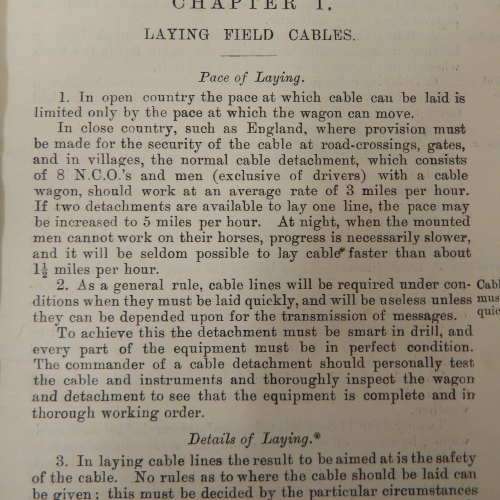 CHAPTER I.
LAYING FIELD CABLES.
Pace of Laying.
1. In open country the pace at which cable can be laid is
limited only by the pace at which the wagon can move.
In close country, such as England, where provision must
be made for the security of the cable at road-crossings, gates,
and in villages, the normal cable detachment, which consists
of 8 N.C.O.'s and men (exclusive of drivers) with a cable
wagon, should work at an average rate of 3 miles per hour.
If two detachments are available to lay one line, the pace may
be increased to 5 miles per hour. At night, when the mounted
men cannot work on their horses, progress is necessarily slower,
and it will be seldom possible to lay cable faster than about
1½ miles per hour.
2. As a general rule, cable lines will be required under con-
ditions when they must be laid quickly, and will be useless unless
they can be depended upon for the transmission of messages.
Cabl
mus
quic
To achieve this the detachment must be smart in drill, and
every part of the equipment must be in perfect condition.
The commander of a cable detachment should personally test
the cable and instruments and thoroughly inspect the wagon
and detachment to see that the equipment is complete and in
thorough working order.
Details of Laying.*
3. In laying cable lines the result to be aimed at is the safety
of the cable. No rules as to where the cable should be laid can
be given; this must be decided by the particular circumstances